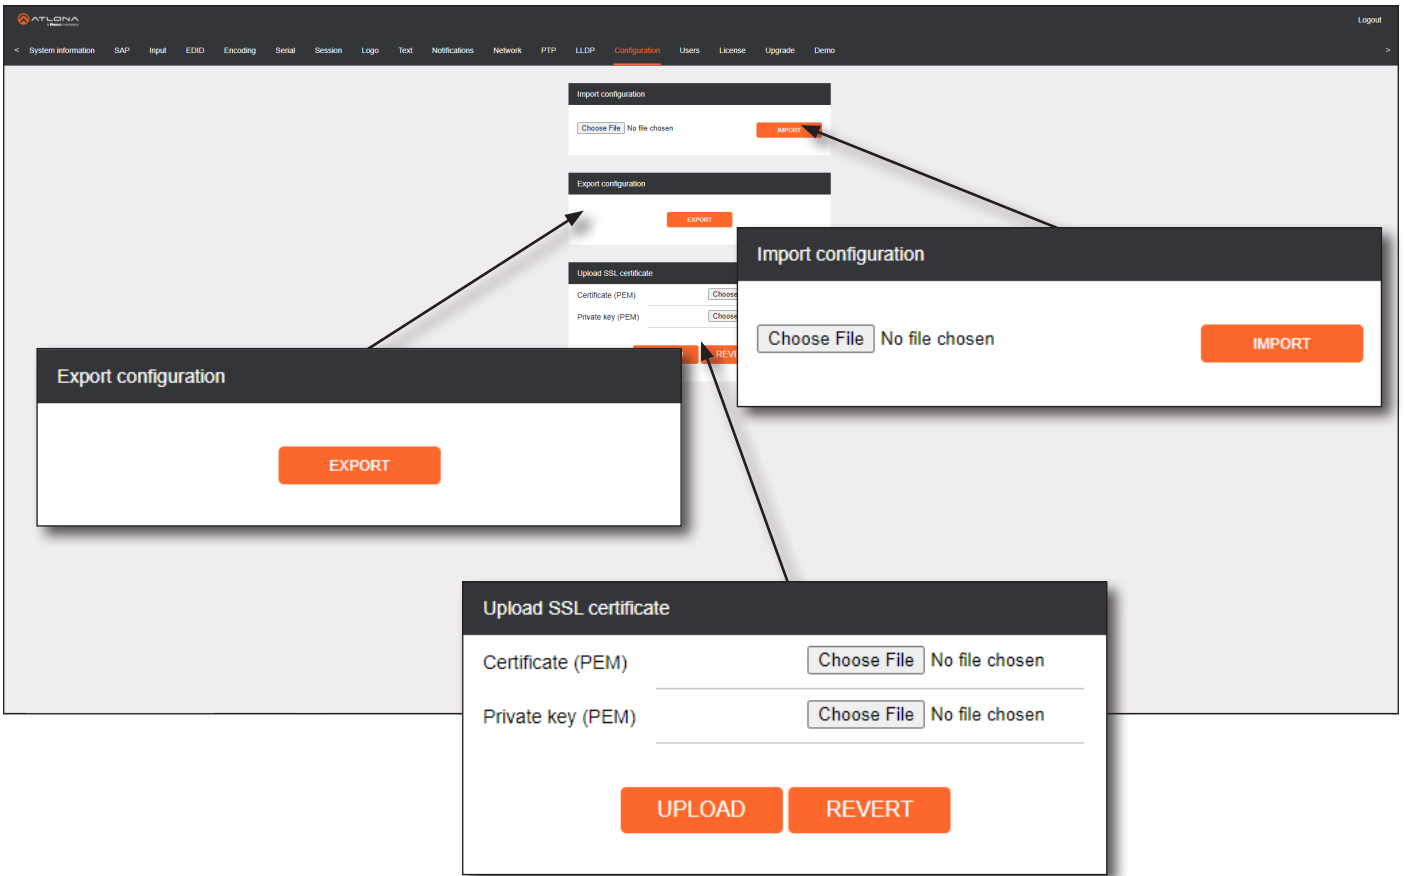 ATLONA
Logout
< System information SAP Input EDID Encoding Serial Session Logo Text Notifications Network PTP LLDP Configuration Users License Upgrade Demo >
Import configuration
Choose File No file chosen IMPORT
Export configuration
EXPORT
Upload SSL certificate
Certificate (PEM) Choose
Private key (PEM) Choose
REVE
Import configuration
Choose File No file chosen IMPORT
Export configuration
EXPORT
Upload SSL certificate
Certificate (PEM) Choose File No file chosen
Private key (PEM) Choose File No file chosen
UPLOAD REVERT